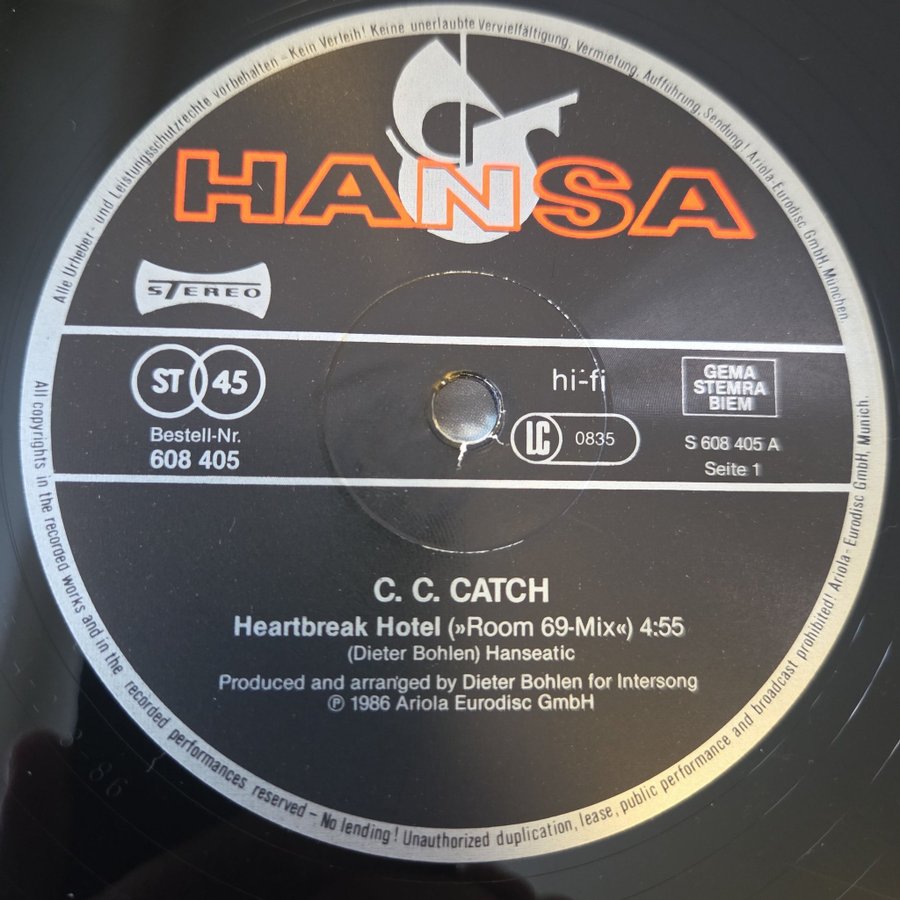 Alle Urheber- und Leistungsschutzrechte vorbehalten - Kein Verleih! Keine unerlaubte Vervielfältigung, Vermietung, Aufführung, Sendung! Ariola-Eurodisc GmbH, München.
HANSA
STEREO
ST 45
hi-fi
GEMA
STEMRA
BIEM
Bestell-Nr.
608 405
LC 0835
S 608 405 A
Seite 1
C. C. CATCH
Heartbreak Hotel (»Room 69-Mix«) 4:55
(Dieter Bohlen) Hanseatic
Produced and arranged by Dieter Bohlen for Intersong
℗ 1986 Ariola Eurodisc GmbH
All copyrights in the recorded works and in the recorded performances reserved - No lending! Unauthorized duplication, lease, public performance and broadcast prohibited! Ariola-Eurodisc GmbH, Munich.
86